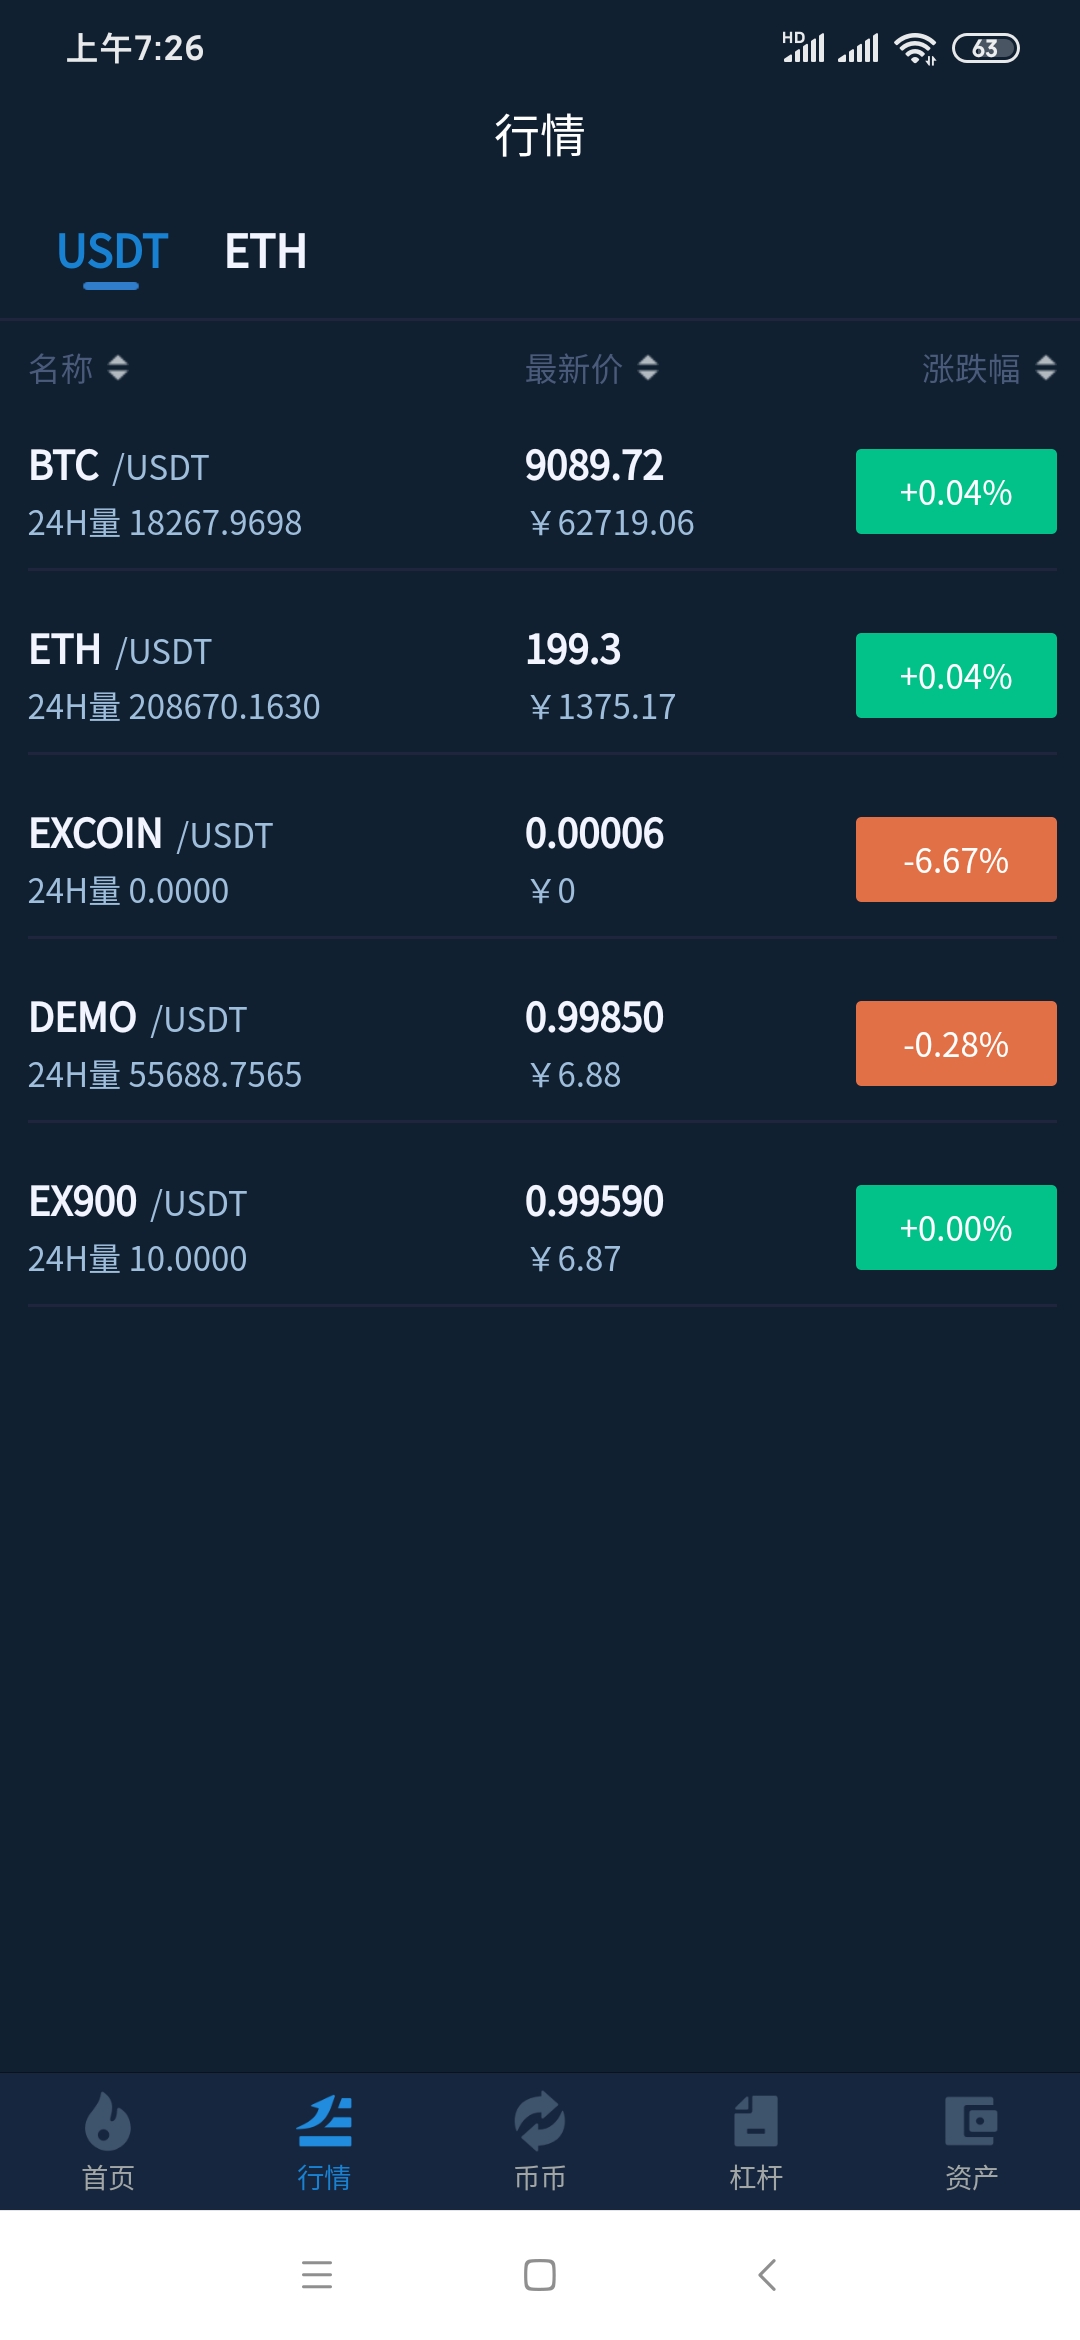 上午7:26
HD
63
行情
USDT ETH
名称 最新价 涨跌幅
BTC /USDT 9089.72 +0.04%
24H量 18267.9698 ¥62719.06
ETH /USDT 199.3 +0.04%
24H量 208670.1630 ¥1375.17
EXCOIN /USDT 0.00006 -6.67%
24H量 0.0000 ¥0
DEMO /USDT 0.99850 -0.28%
24H量 55688.7565 ¥6.88
EX900 /USDT 0.99590 +0.00%
24H量 10.0000 ¥6.87
首页 行情 币币 杠杆 资产